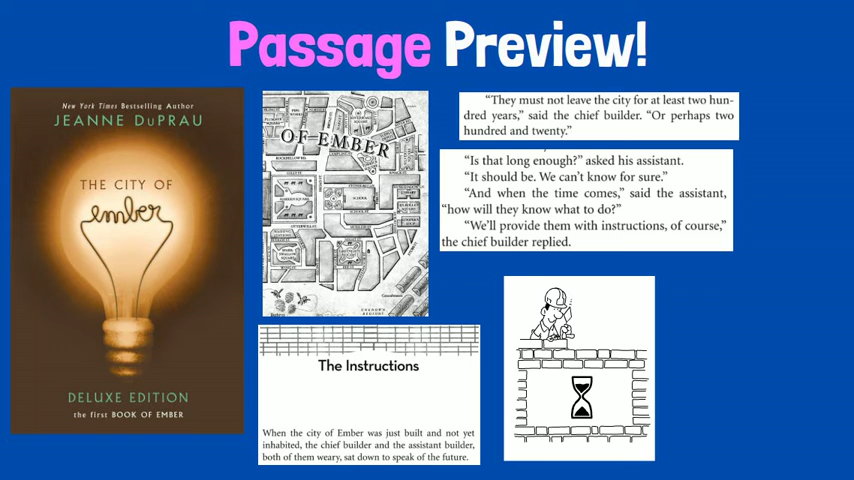 Passage Preview!
New York Times Bestselling Author
JEANNE DUPRAU
THE CITY OF
ember
DELUXE EDITION
the first BOOK OF EMBER
OF EMBER
SCHOOL
UNKNOWN
REGIONS
The Instructions
When the city of Ember was just built and not yet
inhabited, the chief builder and the assistant builder,
both of them weary, sat down to speak of the future.
“They must not leave the city for at least two hun-
dred years,” said the chief builder. “Or perhaps two
hundred and twenty.”
“Is that long enough?” asked his assistant.
“It should be. We can’t know for sure.”
“And when the time comes,” said the assistant,
“how will they know what to do?”
“We’ll provide them with instructions, of course,”
the chief builder replied.